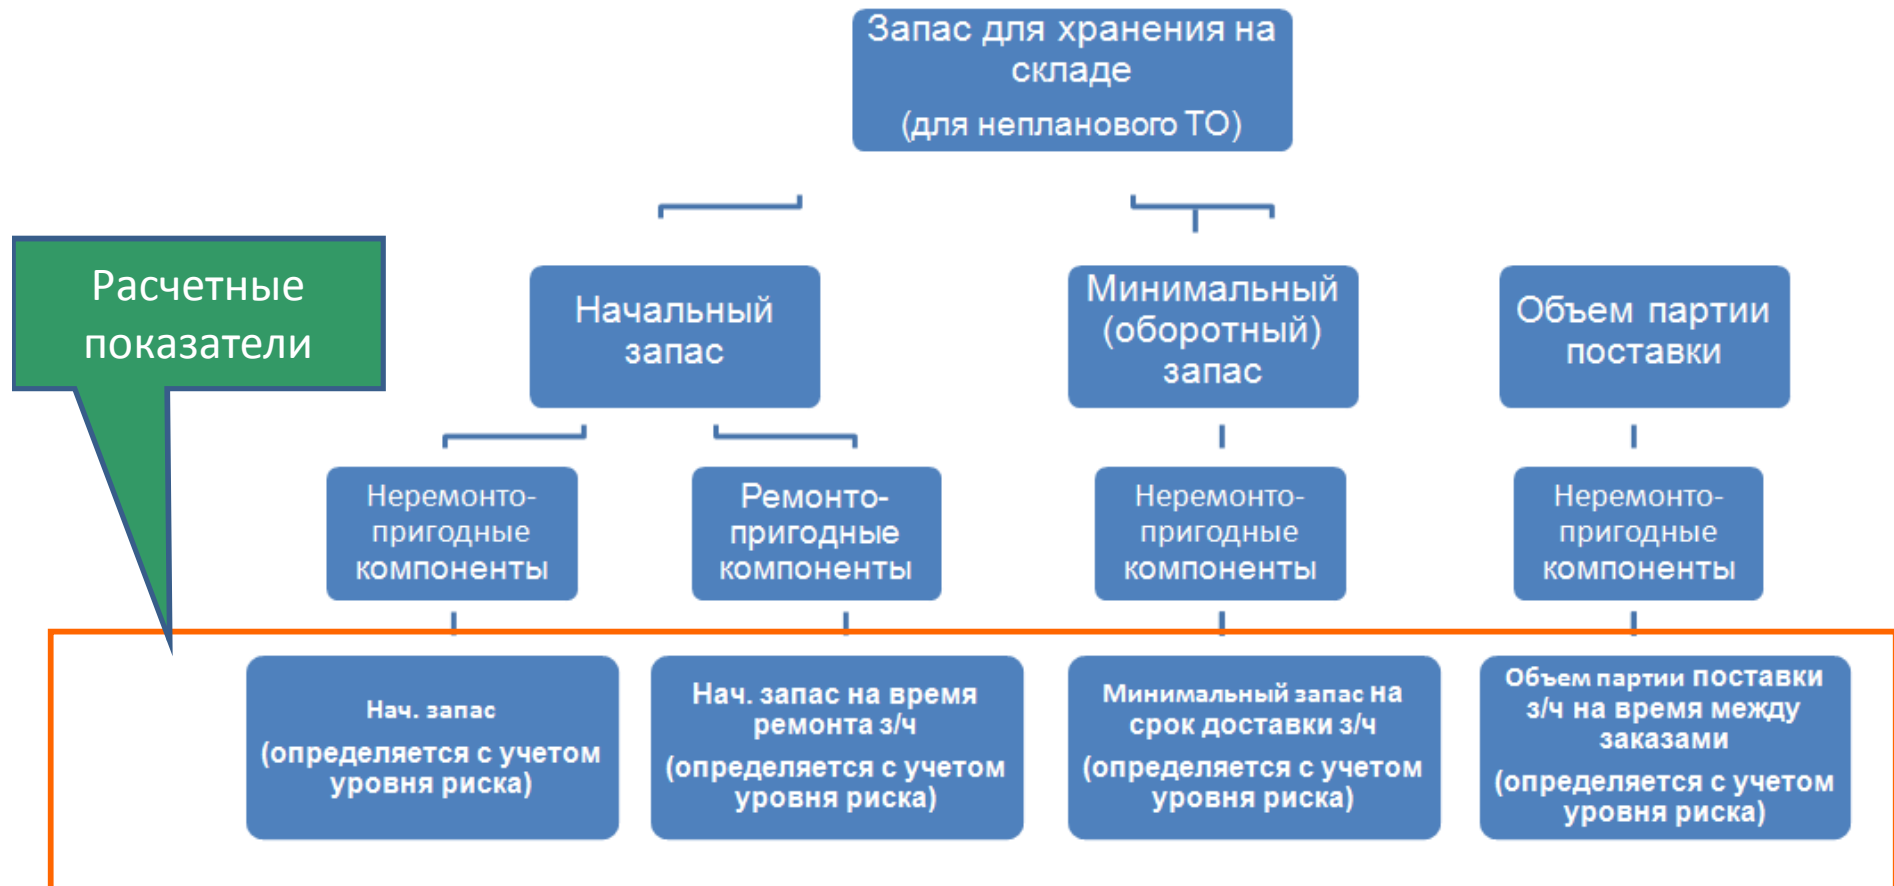 Запас для хранения на
складе
(для непланового ТО)
Расчетные
показатели
Начальный
запас
Минимальный
(оборотный)
запас
Объем партии
поставки
Неремонто-
пригодные
компоненты
Ремонто-
пригодные
компоненты
Неремонто-
пригодные
компоненты
Неремонто-
пригодные
компоненты
Нач. запас
(определяется с учетом
уровня риска)
Нач. запас на время
ремонта з/ч
(определяется с учетом
уровня риска)
Минимальный запас на
срок доставки з/ч
(определяется с учетом
уровня риска)
Объем партии поставки
з/ч на время между
заказами
(определяется с учетом
уровня риска)